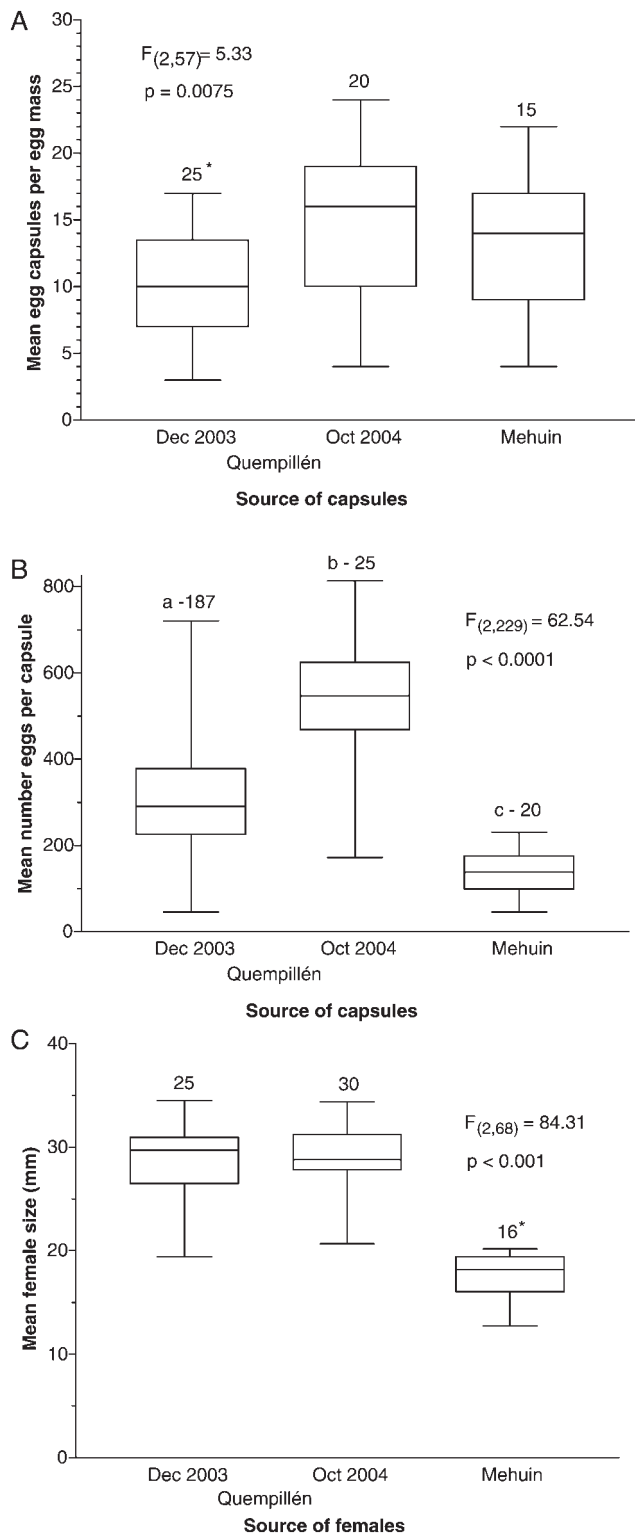 A
Mean egg capsules per egg mass
30
25
20
15
10
5
0
F(2,57)= 5.33
p = 0.0075
25 *
20
15
Dec 2003 Oct 2004 Mehuin
Quempillén
Source of capsules
B
Mean number eggs per capsule
800
600
400
200
0
a -187
b - 25
c - 20
F(2,229) = 62.54
p < 0.0001
Dec 2003 Oct 2004 Mehuin
Quempillén
Source of capsules
C
Mean female size (mm)
40
30
20
10
0
25
30
16*
F(2,68) = 84.31
p < 0.001
Dec 2003 Oct 2004 Mehuin
Quempillén
Source of females